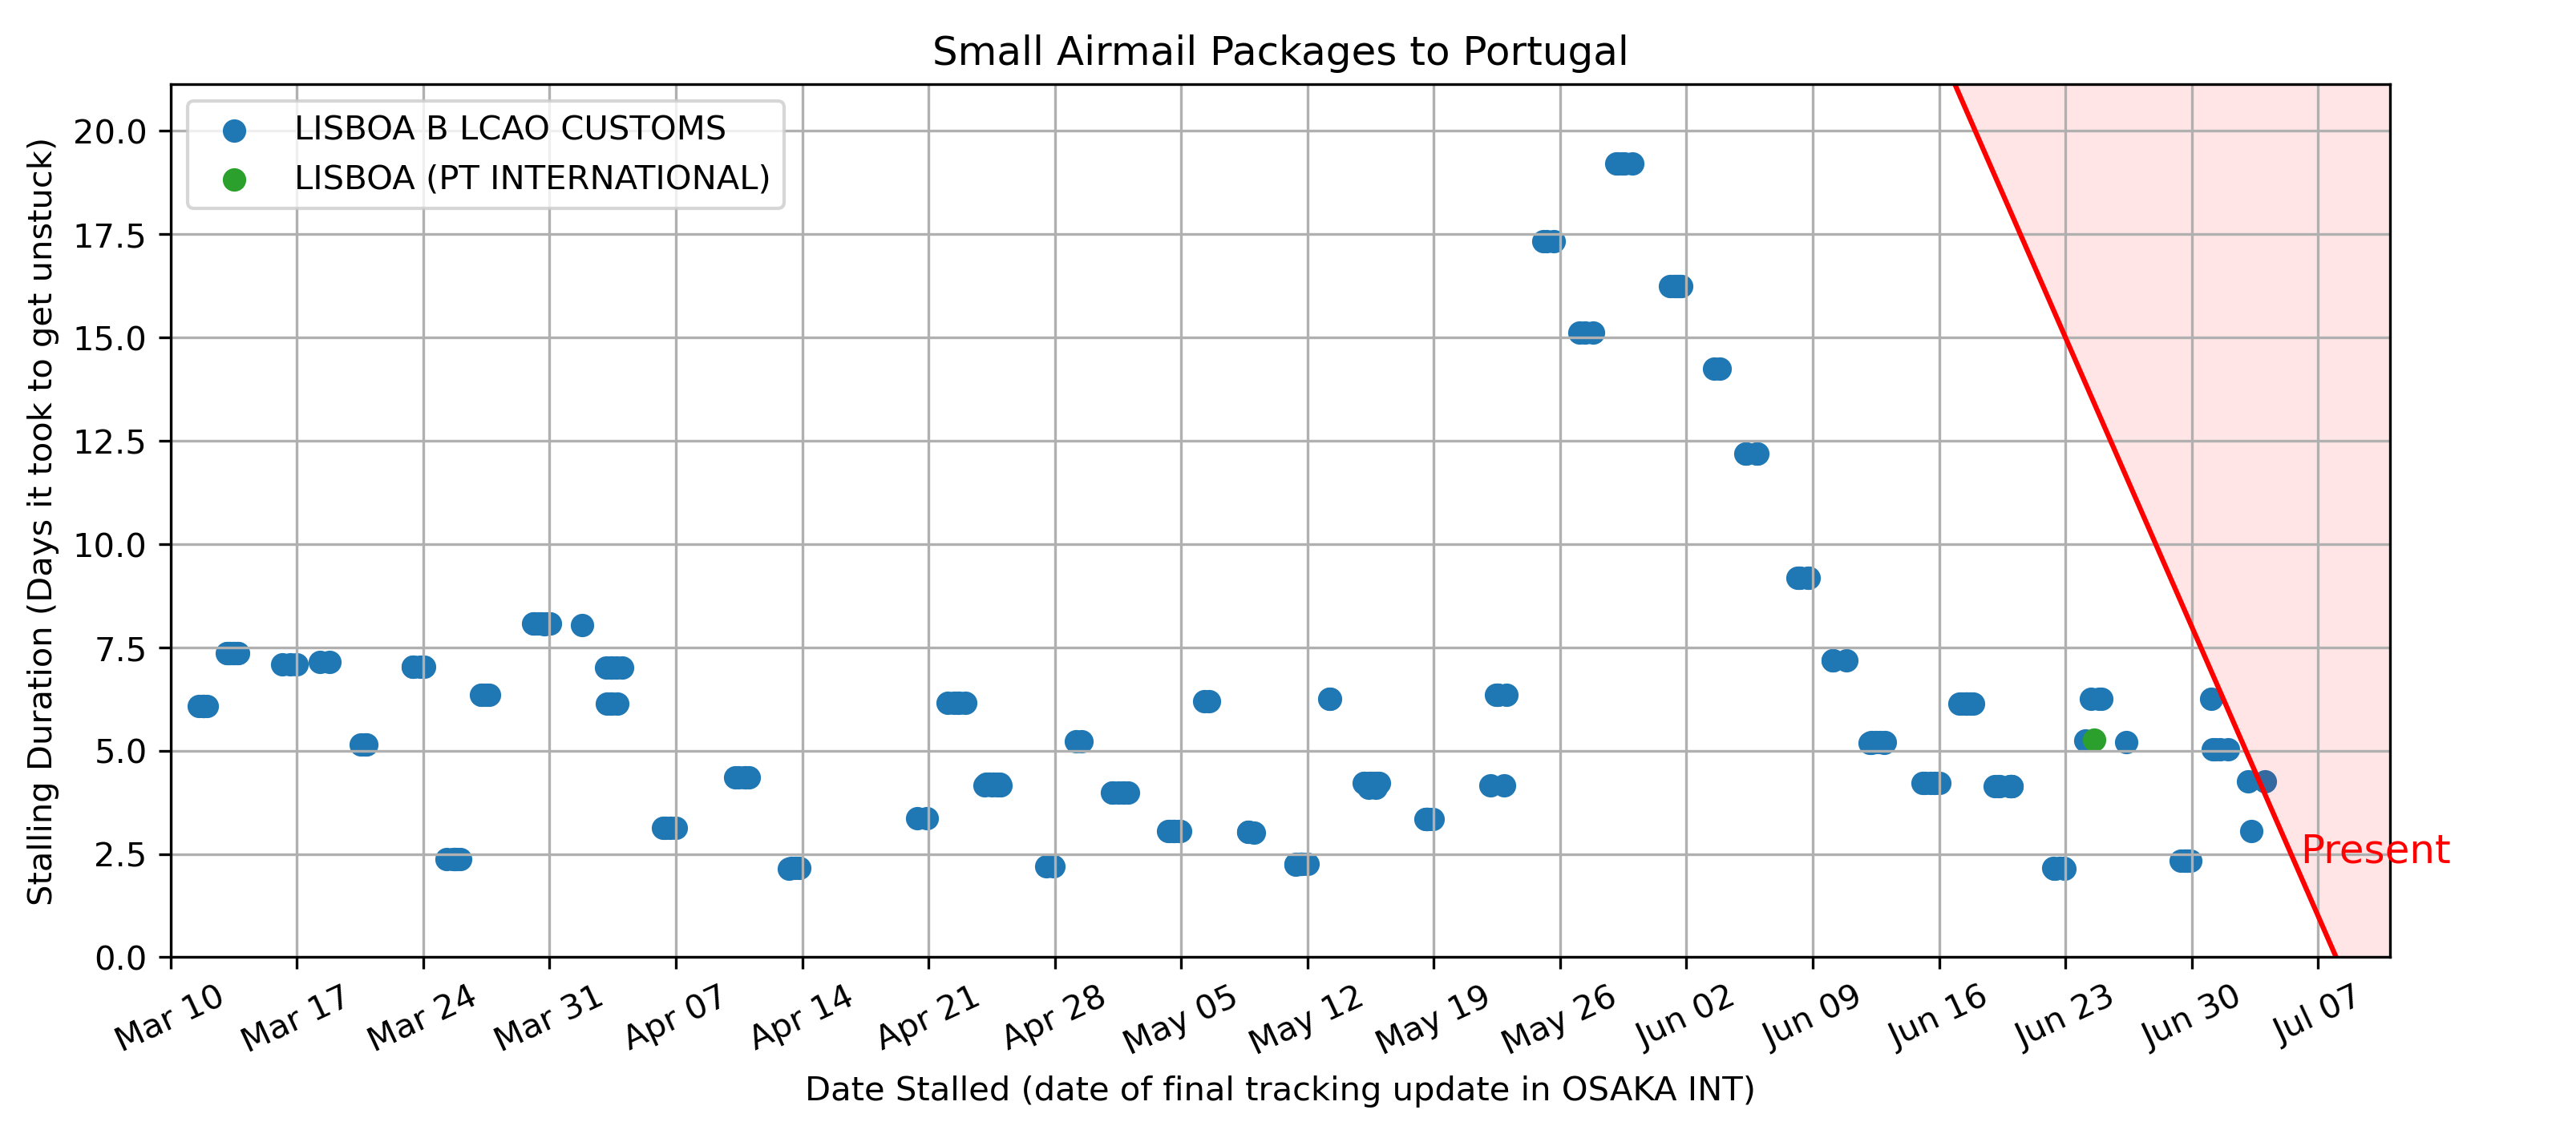 Small Airmail Packages to Portugal
LISBOA B LCAO CUSTOMS
LISBOA (PT INTERNATIONAL)
Stalling Duration (Days it took to get unstuck)
20.0
17.5
15.0
12.5
10.0
7.5
5.0
2.5
0.0
Present
Mar 10 Mar 17 Mar 24 Mar 31 Apr 07 Apr 14 Apr 21 Apr 28 May 05 May 12 May 19 May 26 Jun 02 Jun 09 Jun 16 Jun 23 Jun 30 Jul 07
Date Stalled (date of final tracking update in OSAKA INT)